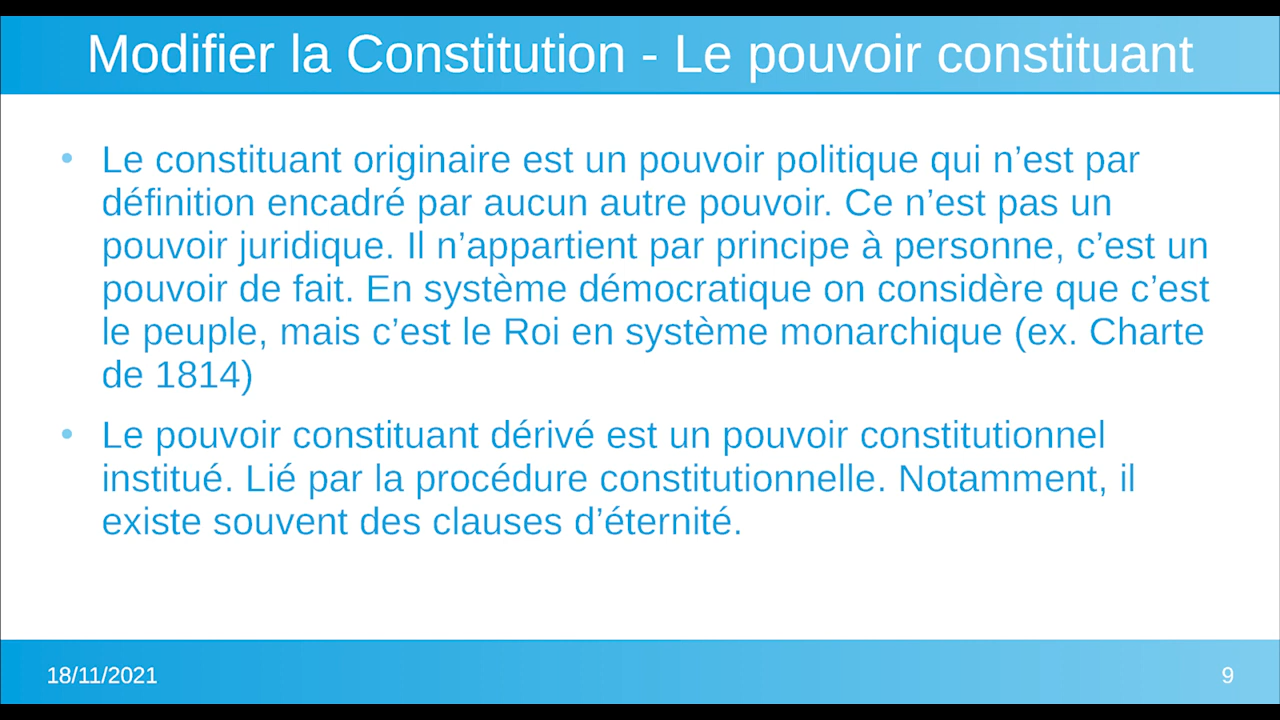 Modifier la Constitution - Le pouvoir constituant
• Le constituant originaire est un pouvoir politique qui n’est par
définition encadré par aucun autre pouvoir. Ce n’est pas un
pouvoir juridique. Il n’appartient par principe à personne, c’est un
pouvoir de fait. En système démocratique on considère que c’est
le peuple, mais c’est le Roi en système monarchique (ex. Charte
de 1814)
• Le pouvoir constituant dérivé est un pouvoir constitutionnel
institué. Lié par la procédure constitutionnelle. Notamment, il
existe souvent des clauses d’éternité.
18/11/2021
9